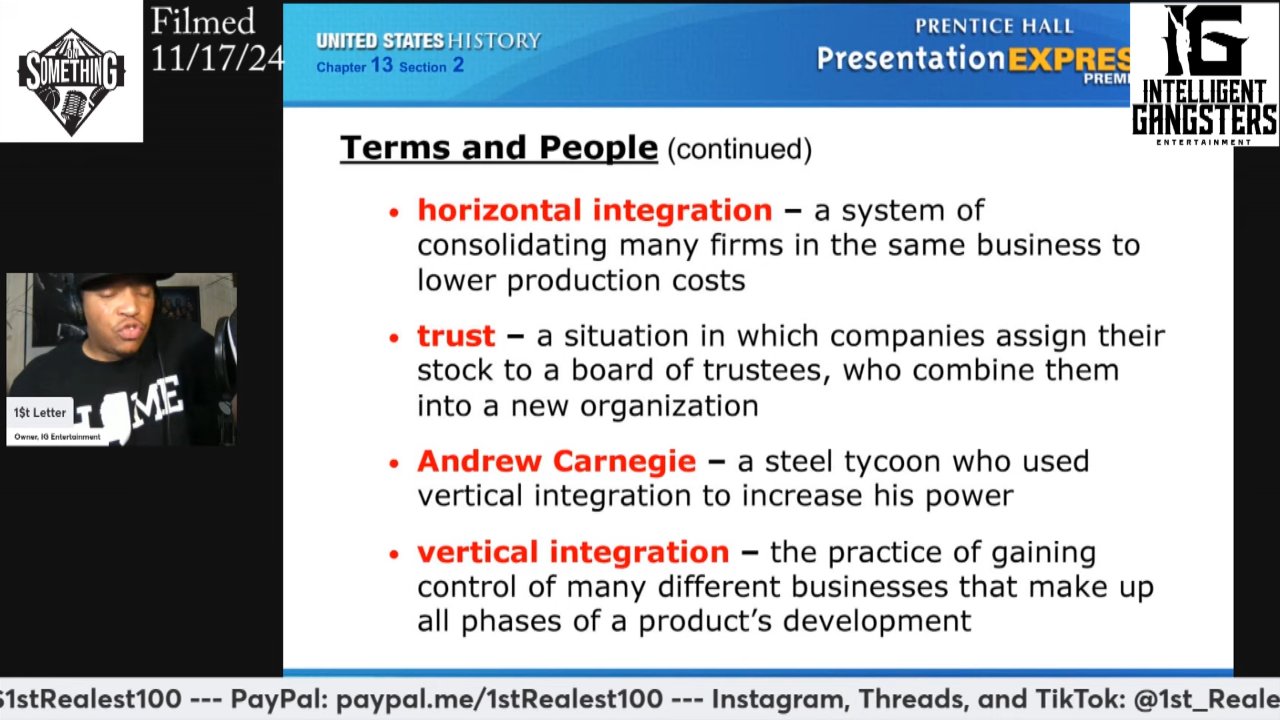 I ON
SOMETHING
Filmed
11/17/24
UNITED STATES HISTORY
Chapter 13 Section 2
PRENTICE HALL
Presentation EXPRES
PREM
IG
INTELLIGENT
GANGSTERS
ENTERTAINMENT
Terms and People (continued)
• horizontal integration – a system of
consolidating many firms in the same business to
lower production costs
• trust – a situation in which companies assign their
stock to a board of trustees, who combine them
into a new organization
• Andrew Carnegie – a steel tycoon who used
vertical integration to increase his power
• vertical integration – the practice of gaining
control of many different businesses that make up
all phases of a product’s development
ME
1$t Letter
Owner, IG Entertainment
$1stRealest100 --- PayPal: paypal.me/1stRealest100 --- Instagram, Threads, and TikTok: @1st_Reale